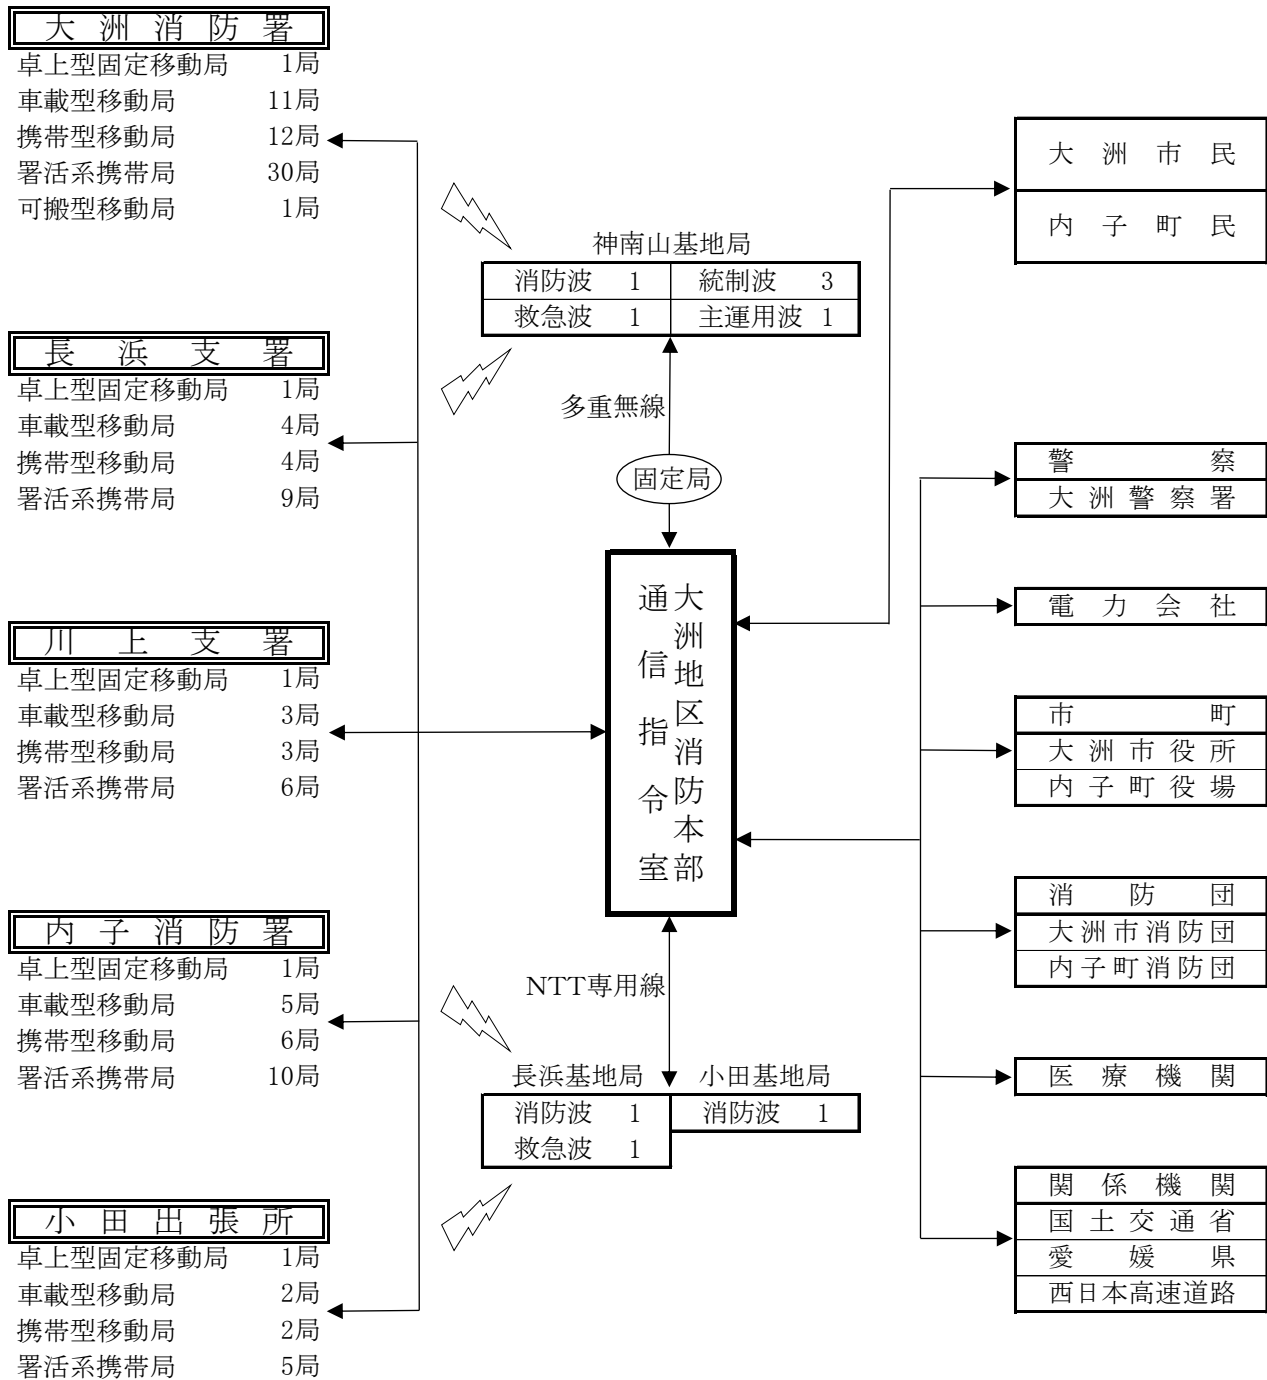 大洲消防署
卓上型固定移動局 1局
車載型移動局 11局
携帯型移動局 12局
署活系携帯局 30局
可搬型移動局 1局
長浜支署
卓上型固定移動局 1局
車載型移動局 4局
携帯型移動局 4局
署活系携帯局 9局
川上支署
卓上型固定移動局 1局
車載型移動局 3局
携帯型移動局 3局
署活系携帯局 6局
内子消防署
卓上型固定移動局 1局
車載型移動局 5局
携帯型移動局 6局
署活系携帯局 10局
小田出張所
卓上型固定移動局 1局
車載型移動局 2局
携帯型移動局 2局
署活系携帯局 5局
神南山基地局
消防波 1 統制波 3
救急波 1 主運用波 1
多重無線
固定局
大洲地区消防本部
通信指令室
NTT専用線
長浜基地局 小田基地局
消防波 1 消防波 1
救急波 1
大洲市民
内子町民
警察
大洲警察署
電力会社
市町
大洲市役所
内子町役場
消防団
大洲市消防団
内子町消防団
医療機関
関係機関
国土交通省
愛媛県
西日本高速道路